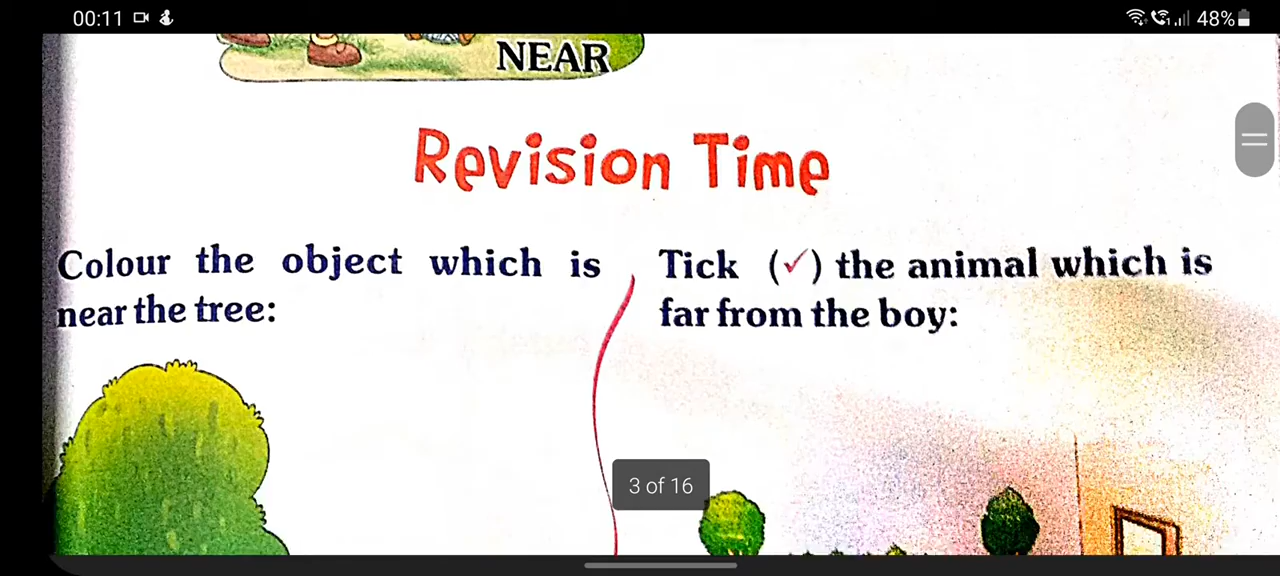 00:11 48%
NEAR
Revision Time
Colour the object which is
near the tree:
Tick (✓) the animal which is
far from the boy:
3 of 16